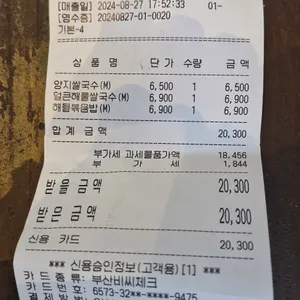 [매출일] 2024-08-27 17:52:33 01-
[영수증] 20240827-01-0020
기본-4
상 품 명 단 가 수량 금 액
양지쌀국수(M) 6,500 1 6,500
얼큰해물쌀국수(M) 6,900 1 6,900
해물볶음밥(M) 6,900 1 6,900
합계 금액 20,300
부가세 과세물품가액 18,456
부 가 세 1,844
받을금액 20,300
받은금액 20,300
신용 카드 20,300
*** 신용승인정보(고객용) [1] ***
카드 종류: 부산비씨체크
카드 번호: 6573-32**-****-9476
결제 방법: